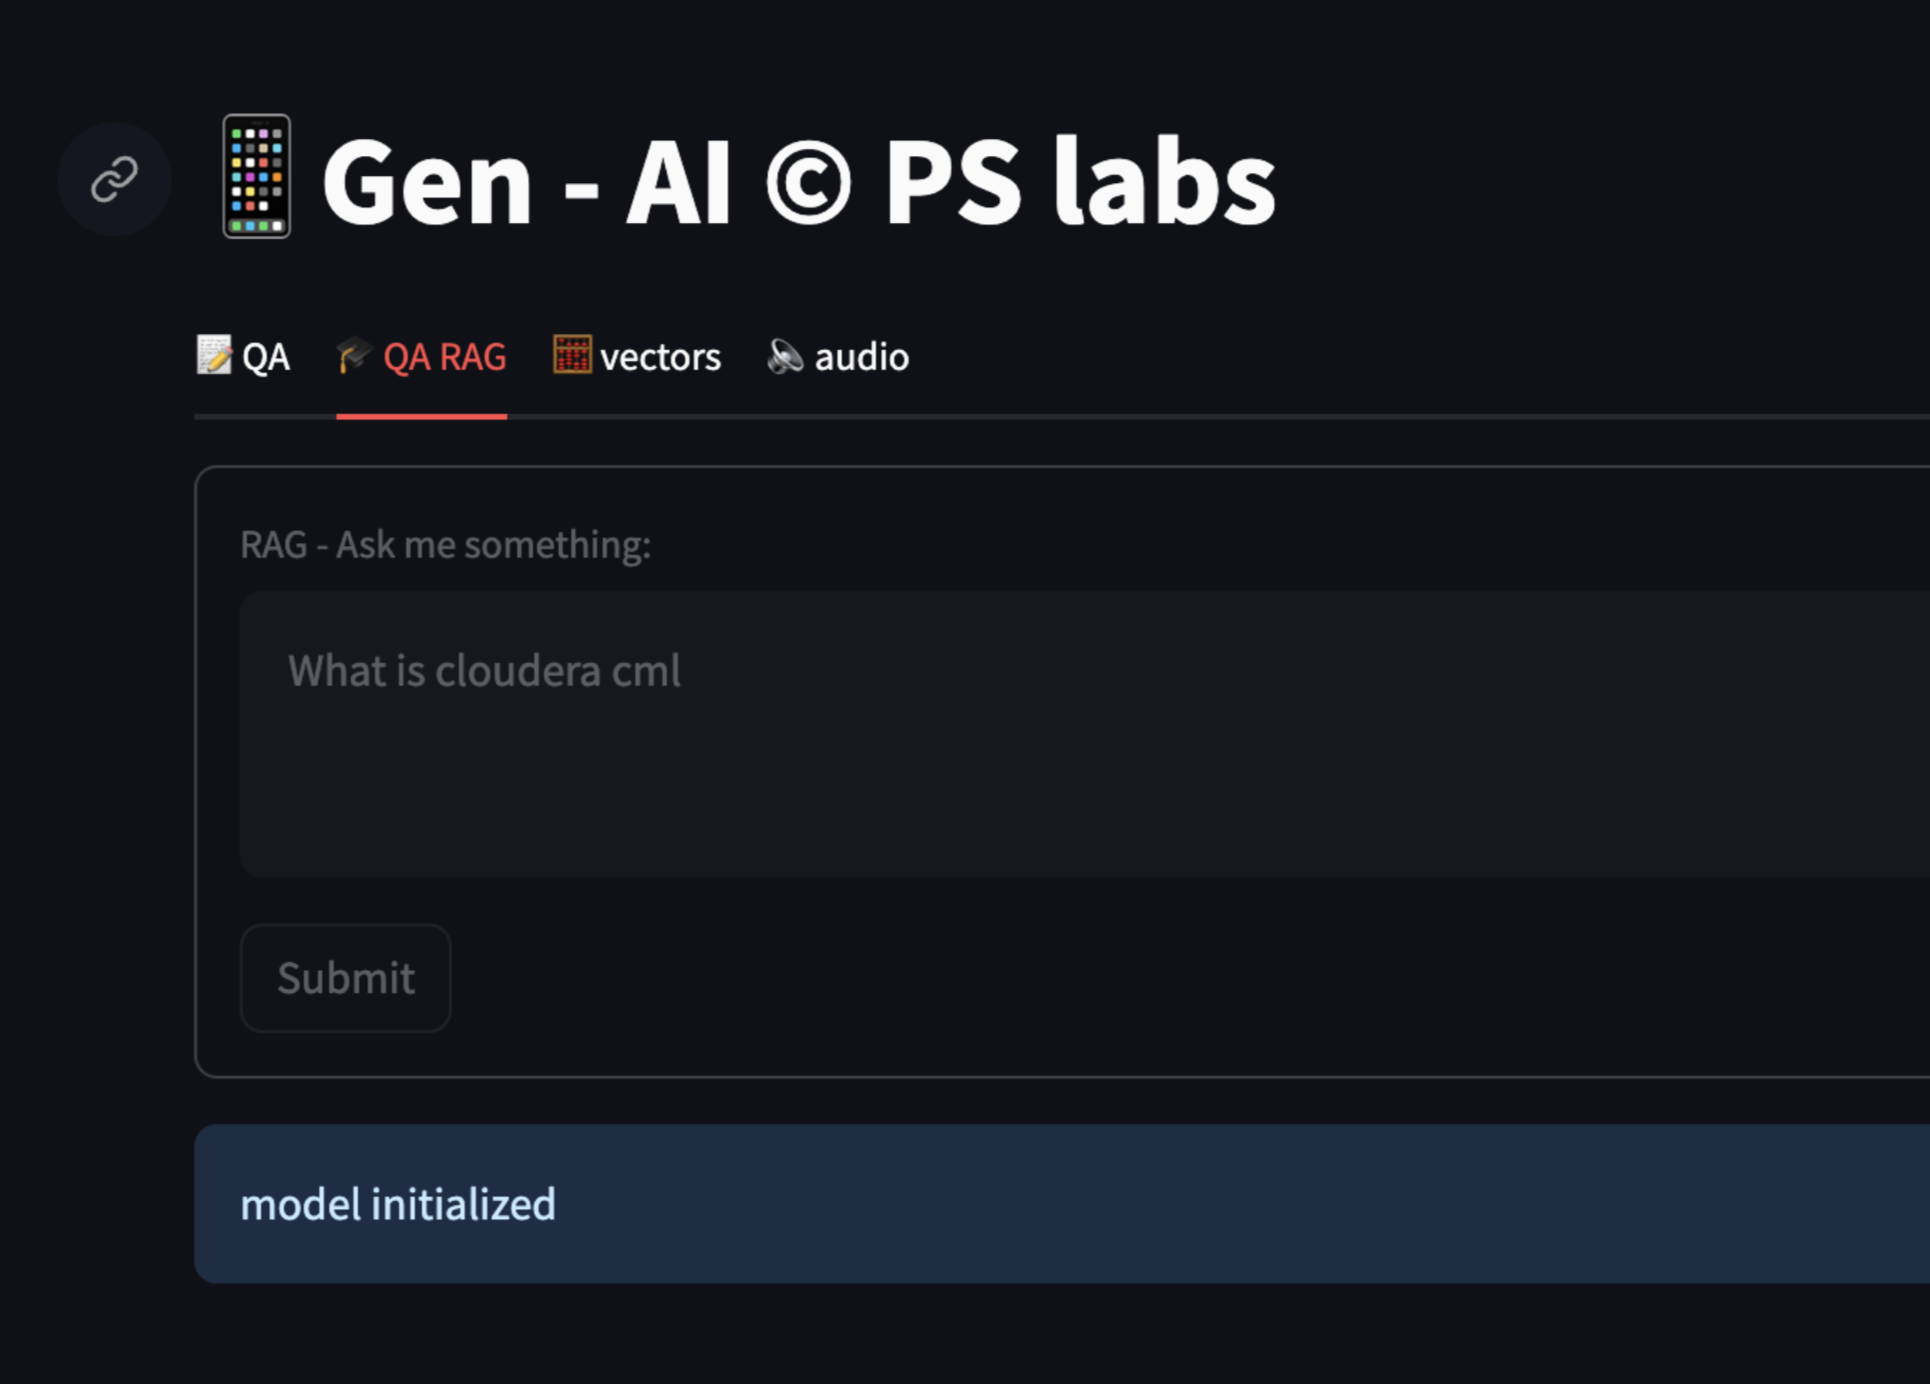 Gen - AI © PS labs
QA QA RAG vectors audio
RAG - Ask me something:
What is cloudera cml
Submit
model initialized